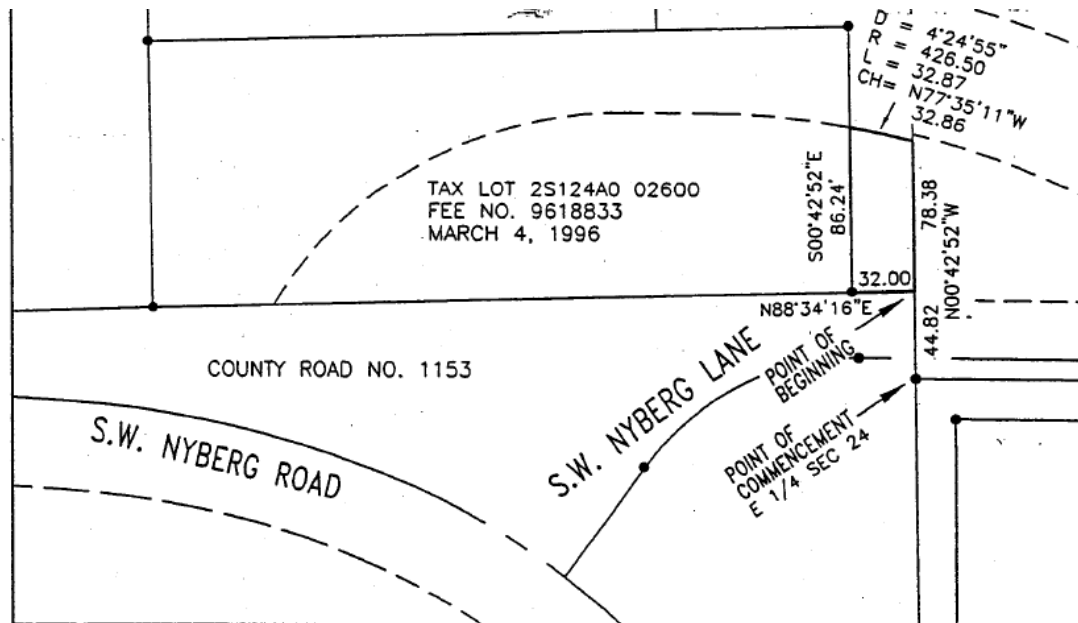 D = 4°24'55"
R = 426.50
L = 32.87
CH= N77°35'11"W
32.86
TAX LOT 2S124A0 02600
FEE NO. 9618833
MARCH 4, 1996
S00°42'52"E
86.24'
78.38
N00°42'52"W
32.00
N88°34'16"E
44.82
COUNTY ROAD NO. 1153
S.W. NYBERG LANE
POINT OF
BEGINNING
S.W. NYBERG ROAD
POINT OF
COMMENCEMENT
E 1/4 SEC 24